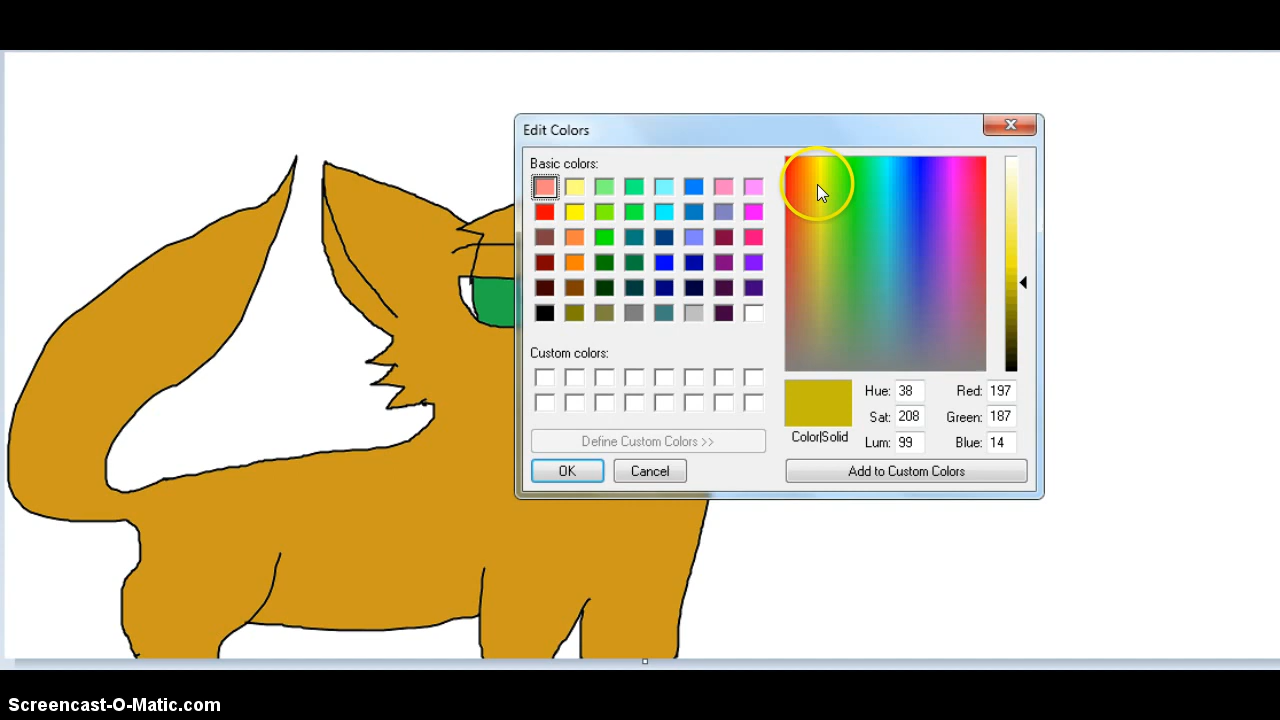 Edit Colors
Basic colors:
Custom colors:
Define Custom Colors >>
OK
Cancel
Color|Solid
Hue: 38
Sat: 208
Lum: 99
Red: 197
Green: 187
Blue: 14
Add to Custom Colors
Screencast-O-Matic.com